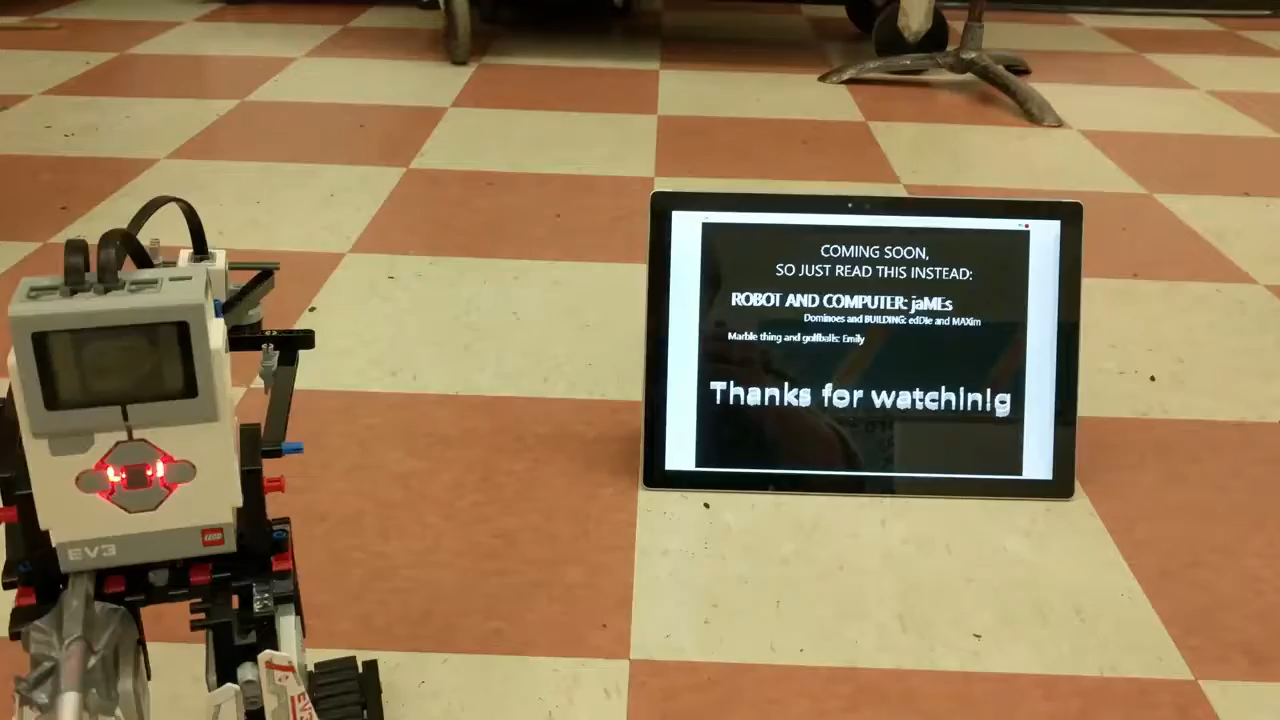 COMING SOON,
SO JUST READ THIS INSTEAD:
ROBOT AND COMPUTER: jaMEs
Dominoes and BUILDING: edDie and MAXim
Marble thing and golfballs: Emily
Thanks for watchinIg
EV3
LEGO
EV3